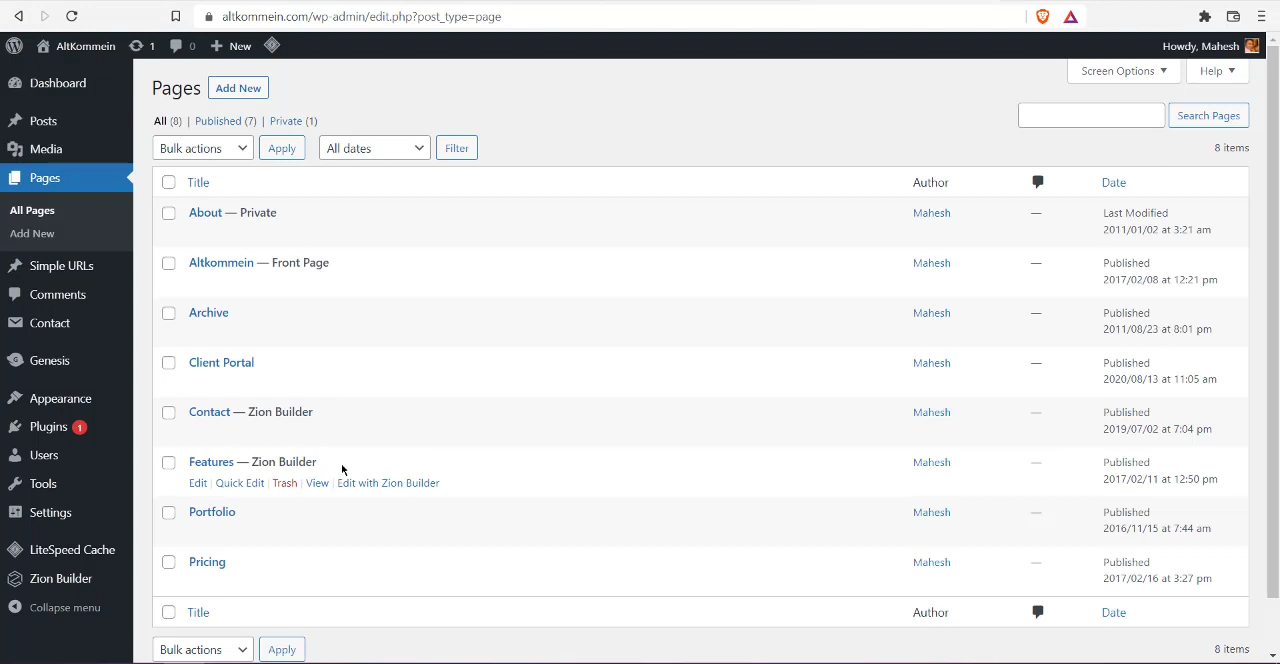 altkommein.com/wp-admin/edit.php?post_type=page
AltKommein 1 0 New
Howdy, Mahesh
Dashboard
Posts
Media
Pages
All Pages
Add New
Simple URLs
Comments
Contact
Genesis
Appearance
Plugins 1
Users
Tools
Settings
LiteSpeed Cache
Zion Builder
Collapse menu
Screen Options Help
Pages Add New
All (8) | Published (7) | Private (1)
Search Pages
Bulk actions Apply All dates Filter
8 items
Title Author Date
About — Private Mahesh — Last Modified
2011/01/02 at 3:21 am
Altkommein — Front Page Mahesh — Published
2017/02/08 at 12:21 pm
Archive Mahesh — Published
2011/08/23 at 8:01 pm
Client Portal Mahesh — Published
2020/08/13 at 11:05 am
Contact — Zion Builder Mahesh — Published
2019/07/02 at 7:04 pm
Features — Zion Builder Mahesh — Published
Edit | Quick Edit | Trash | View | Edit with Zion Builder 2017/02/11 at 12:50 pm
Portfolio Mahesh — Published
2016/11/15 at 7:44 am
Pricing Mahesh — Published
2017/02/16 at 3:27 pm
Title Author Date
Bulk actions Apply
8 items